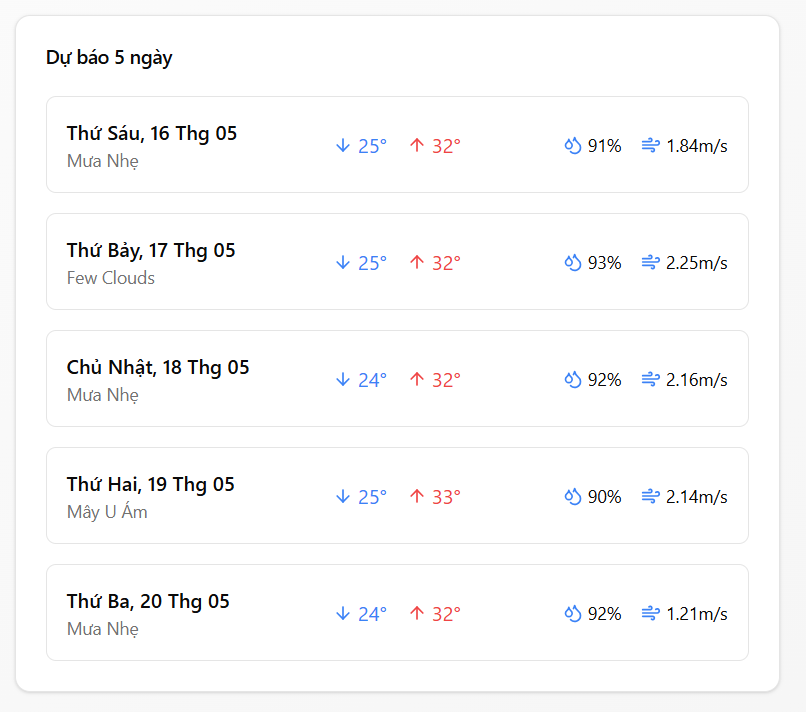 Dự báo 5 ngày
Thứ Sáu, 16 Thg 05
Mưa Nhẹ
25° 32° 91% 1.84m/s
Thứ Bảy, 17 Thg 05
Few Clouds
25° 32° 93% 2.25m/s
Chủ Nhật, 18 Thg 05
Mưa Nhẹ
24° 32° 92% 2.16m/s
Thứ Hai, 19 Thg 05
Mây U Ám
25° 33° 90% 2.14m/s
Thứ Ba, 20 Thg 05
Mưa Nhẹ
24° 32° 92% 1.21m/s